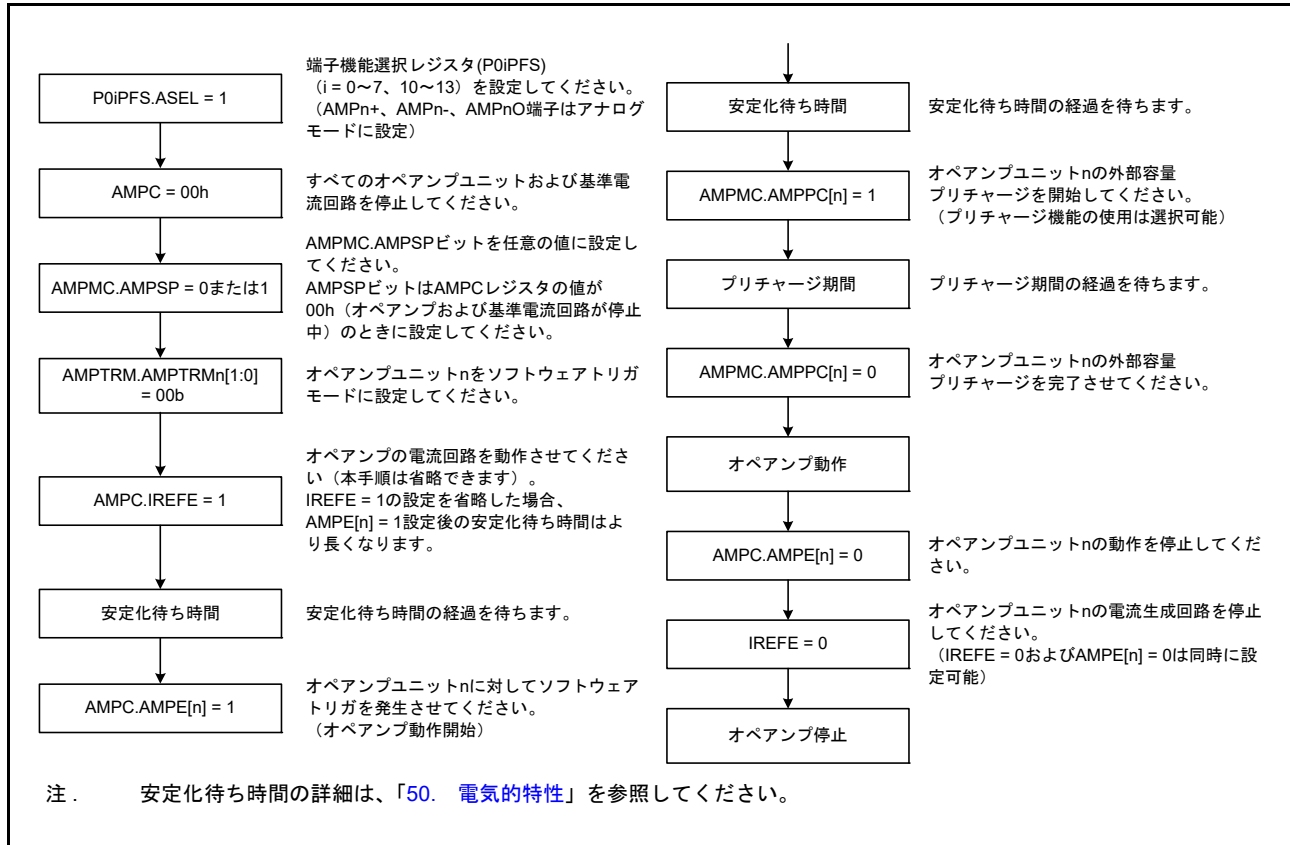 P0iPFS.ASEL = 1
端子機能選択レジスタ(P0iPFS)
（i = 0～7、10～13）を設定してください。
（AMPn+、AMPn-、AMPnO端子はアナログ
モードに設定）
AMPC = 00h
すべてのオペアンプユニットおよび基準電
流回路を停止してください。
AMPMC.AMPSP = 0または1
AMPMC.AMPSPビットを任意の値に設定し
てください。
AMPSPビットはAMPCレジスタの値が
00h（オペアンプおよび基準電流回路が停止
中）のときに設定してください。
AMPTRM.AMPTRMn[1:0]
= 00b
オペアンプユニットnをソフトウェアトリガ
モードに設定してください。
AMPC.IREFE = 1
オペアンプの電流回路を動作させてくださ
い（本手順は省略できます）。
IREFE = 1の設定を省略した場合、
AMPE[n] = 1設定後の安定化待ち時間はよ
り長くなります。
安定化待ち時間
安定化待ち時間の経過を待ちます。
AMPC.AMPE[n] = 1
オペアンプユニットnに対してソフトウェア
トリガを発生させてください。
（オペアンプ動作開始）
安定化待ち時間
安定化待ち時間の経過を待ちます。
AMPMC.AMPPC[n] = 1
オペアンプユニットnの外部容量
プリチャージを開始してください。
（プリチャージ機能の使用は選択可能）
プリチャージ期間
プリチャージ期間の経過を待ちます。
AMPMC.AMPPC[n] = 0
オペアンプユニットnの外部容量
プリチャージを完了させてください。
オペアンプ動作
AMPC.AMPE[n] = 0
オペアンプユニットnの動作を停止してくだ
さい。
IREFE = 0
オペアンプユニットnの電流生成回路を停止
してください。
（IREFE = 0およびAMPE[n] = 0は同時に設
定可能）
オペアンプ停止
注 . 安定化待ち時間の詳細は、「50. 電気的特性」を参照してください。